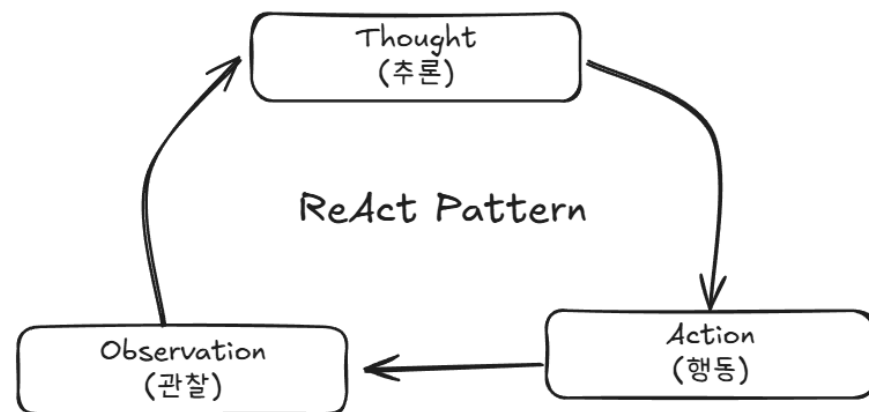 Thought
(추론)
ReAct Pattern
Observation
(관찰)
Action
(행동)